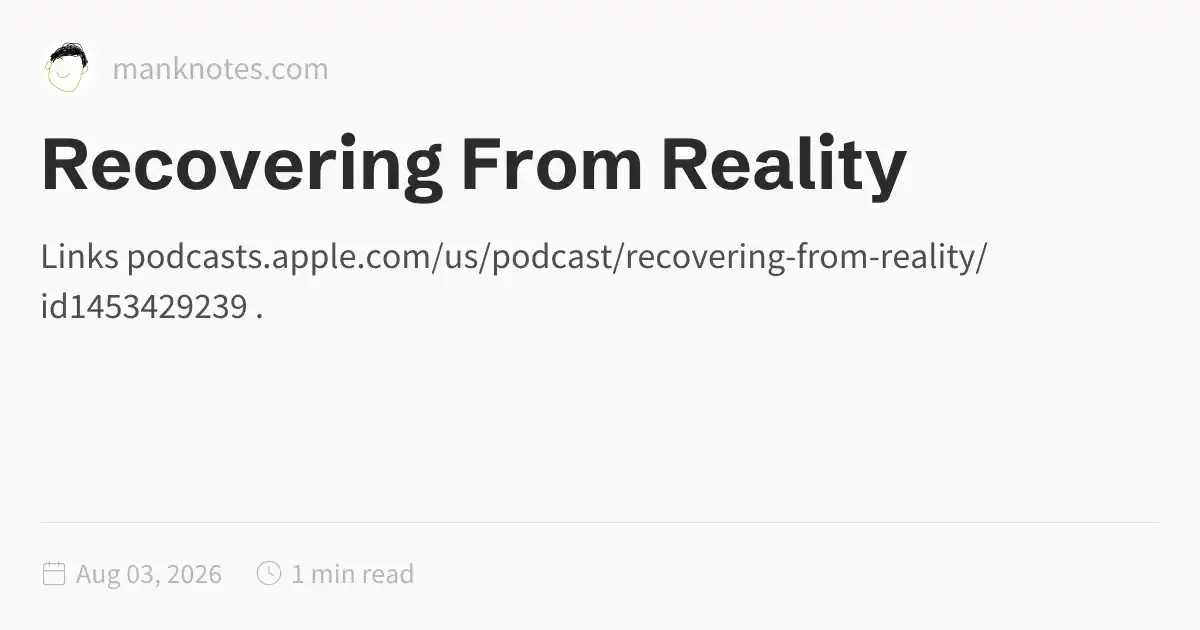 manknotes.com
Recovering From Reality
Links podcasts.apple.com/us/podcast/recovering-from-reality/
id1453429239 .
Aug 03, 2026
1 min read